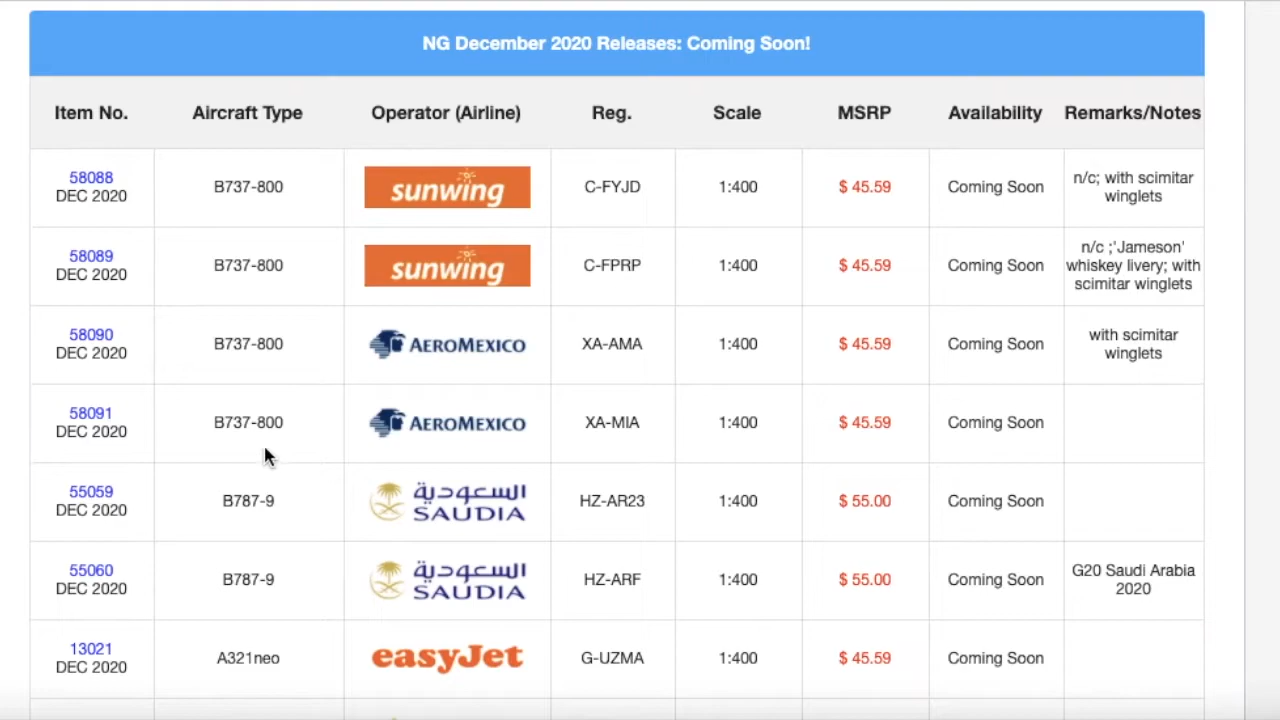 NG December 2020 Releases: Coming Soon!
Item No. Aircraft Type Operator (Airline) Reg. Scale MSRP Availability Remarks/Notes
58088
DEC 2020 B737-800 sunwing C-FYJD 1:400 $ 45.59 Coming Soon n/c; with scimitar
winglets
58089
DEC 2020 B737-800 sunwing C-FPRP 1:400 $ 45.59 Coming Soon n/c ;'Jameson'
whiskey livery; with
scimitar winglets
58090
DEC 2020 B737-800 AEROMEXICO XA-AMA 1:400 $ 45.59 Coming Soon with scimitar
winglets
58091
DEC 2020 B737-800 AEROMEXICO XA-MIA 1:400 $ 45.59 Coming Soon
55059
DEC 2020 B787-9 السعودية
SAUDIA HZ-AR23 1:400 $ 55.00 Coming Soon
55060
DEC 2020 B787-9 السعودية
SAUDIA HZ-ARF 1:400 $ 55.00 Coming Soon G20 Saudi Arabia
2020
13021
DEC 2020 A321neo easyJet G-UZMA 1:400 $ 45.59 Coming Soon